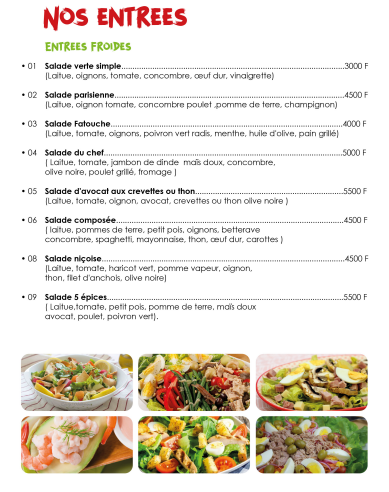 NOS ENTREES
ENTREES FROIDES
• 01 Salade verte simple....................3000 F
(Laitue, oignons, tomate, concombre, œuf dur, vinaigrette)
• 02 Salade parisienne....................4500 F
(Laitue, oignon tomate, concombre poulet ,pomme de terre, champignon)
• 03 Salade Fatouche....................4000 F
(Laitue, tomate, oignons, poivron vert radis, menthe, huile d'olive, pain grillé)
• 04 Salade du chef....................5000 F
( Laitue, tomate, jambon de dinde maïs doux, concombre,
olive noire, poulet grillé, fromage )
• 05 Salade d'avocat aux crevettes ou thon....................5500 F
(Laitue, tomate, oignon, avocat, crevettes ou thon olive noire )
• 06 Salade composée....................4500 F
( laitue, pommes de terre, petit pois, oignons, betterave
concombre, spaghetti, mayonnaise, thon, œuf dur, carottes )
• 08 Salade niçoise....................4500 F
(Laitue, tomate, haricot vert, pomme vapeur, oignon,
thon, filet d'anchois, olive noire)
• 09 Salade 5 épices....................5500 F
( Laitue,tomate, petit pois, pomme de terre, maïs doux
avocat, poulet, poivron vert).